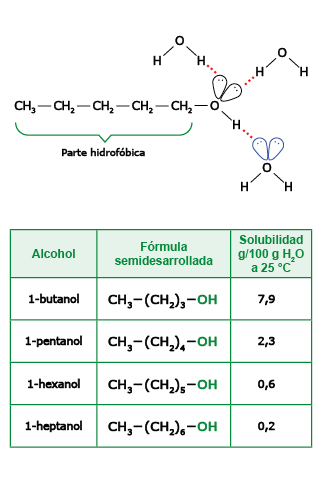 O
H H
O
H H
CH₃—CH₂—CH₂—CH₂—CH₂—O
H
Parte hidrofóbica
O
H H
Alcohol Fórmula semidesarrollada Solubilidad g/100 g H₂O a 25 °C
1-butanol CH₃—(CH₂)₃—OH 7,9
1-pentanol CH₃—(CH₂)₄—OH 2,3
1-hexanol CH₃—(CH₂)₅—OH 0,6
1-heptanol CH₃—(CH₂)₆—OH 0,2